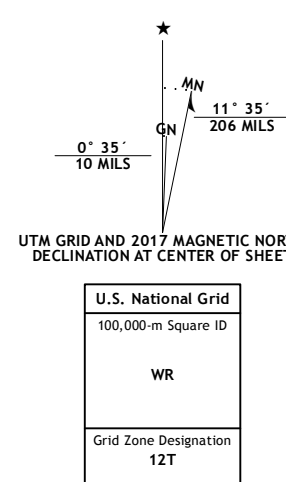 ★
MN
GN
11° 35´
206 MILS
0° 35´
10 MILS
UTM GRID AND 2017 MAGNETIC NOR
DECLINATION AT CENTER OF SHEET
U.S. National Grid
100,000-m Square ID
WR
Grid Zone Designation
12T